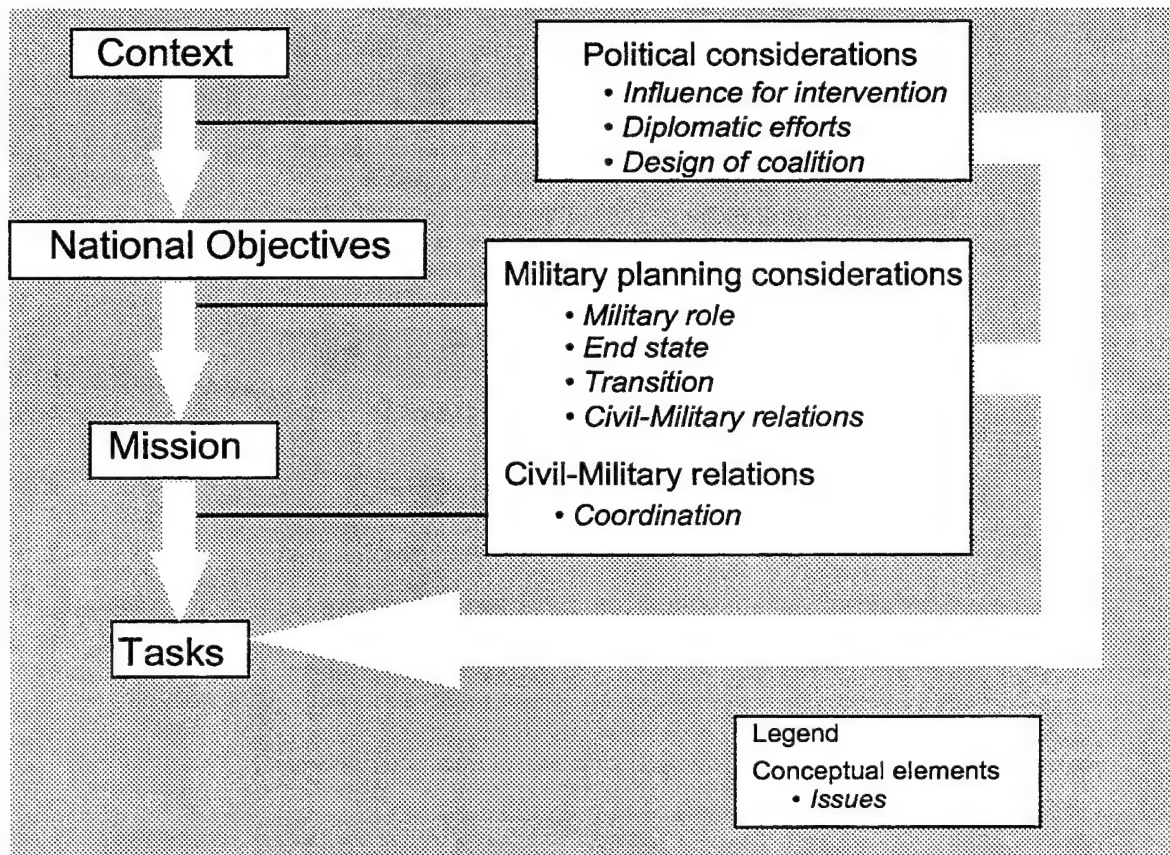 Context
Political considerations
• Influence for intervention
• Diplomatic efforts
• Design of coalition
National Objectives
Military planning considerations
• Military role
• End state
• Transition
• Civil-Military relations
Mission
Civil-Military relations
• Coordination
Tasks
Legend
Conceptual elements
• Issues